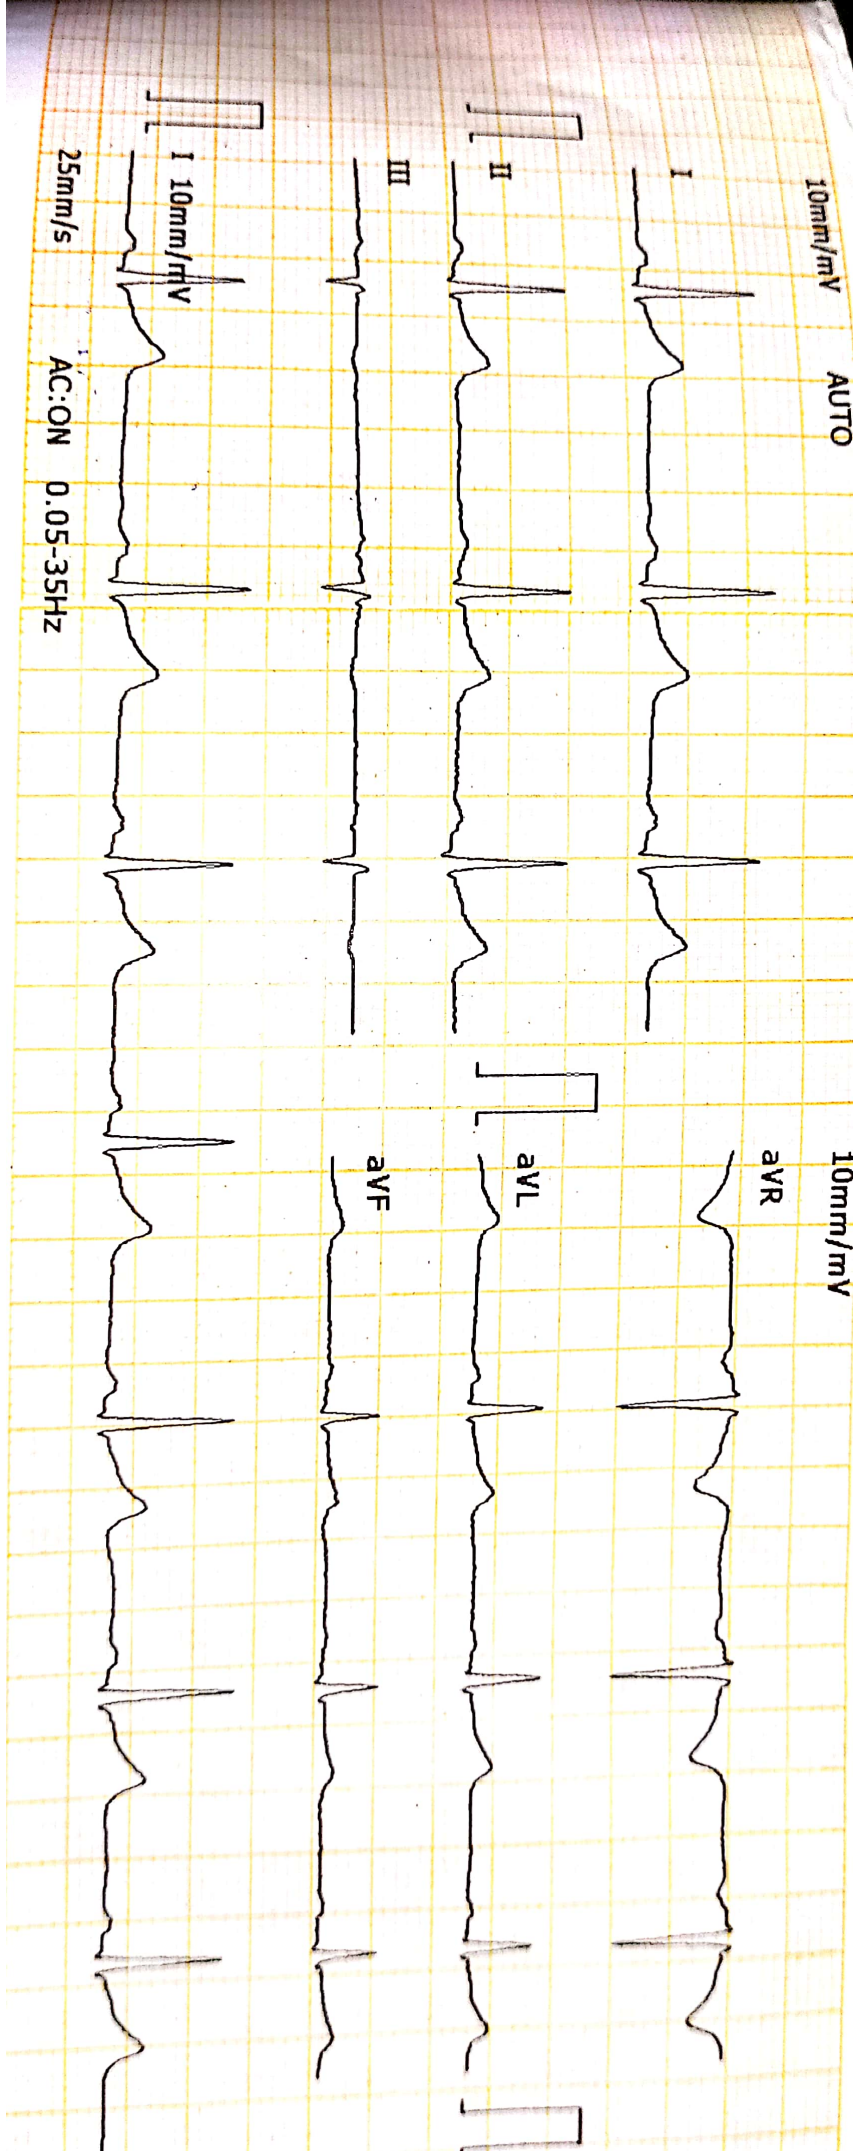 10mm/mV AUTO 10mm/mV
I aVR
II aVL
III aVF
I 10mm/mV
25mm/s AC:ON 0.05-35Hz